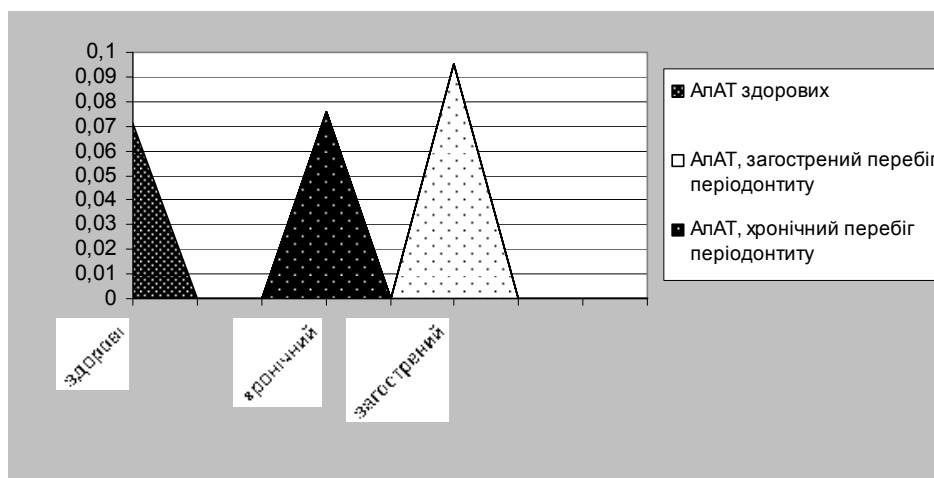 0,1
0,09
0,08
0,07
0,06
0,05
0,04
0,03
0,02
0,01
0
здорові
хронічний
загострений
АлАТ здорових
АлАТ, загострений перебіг
періодонтиту
АлАТ, хронічний перебіг
періодонтиту